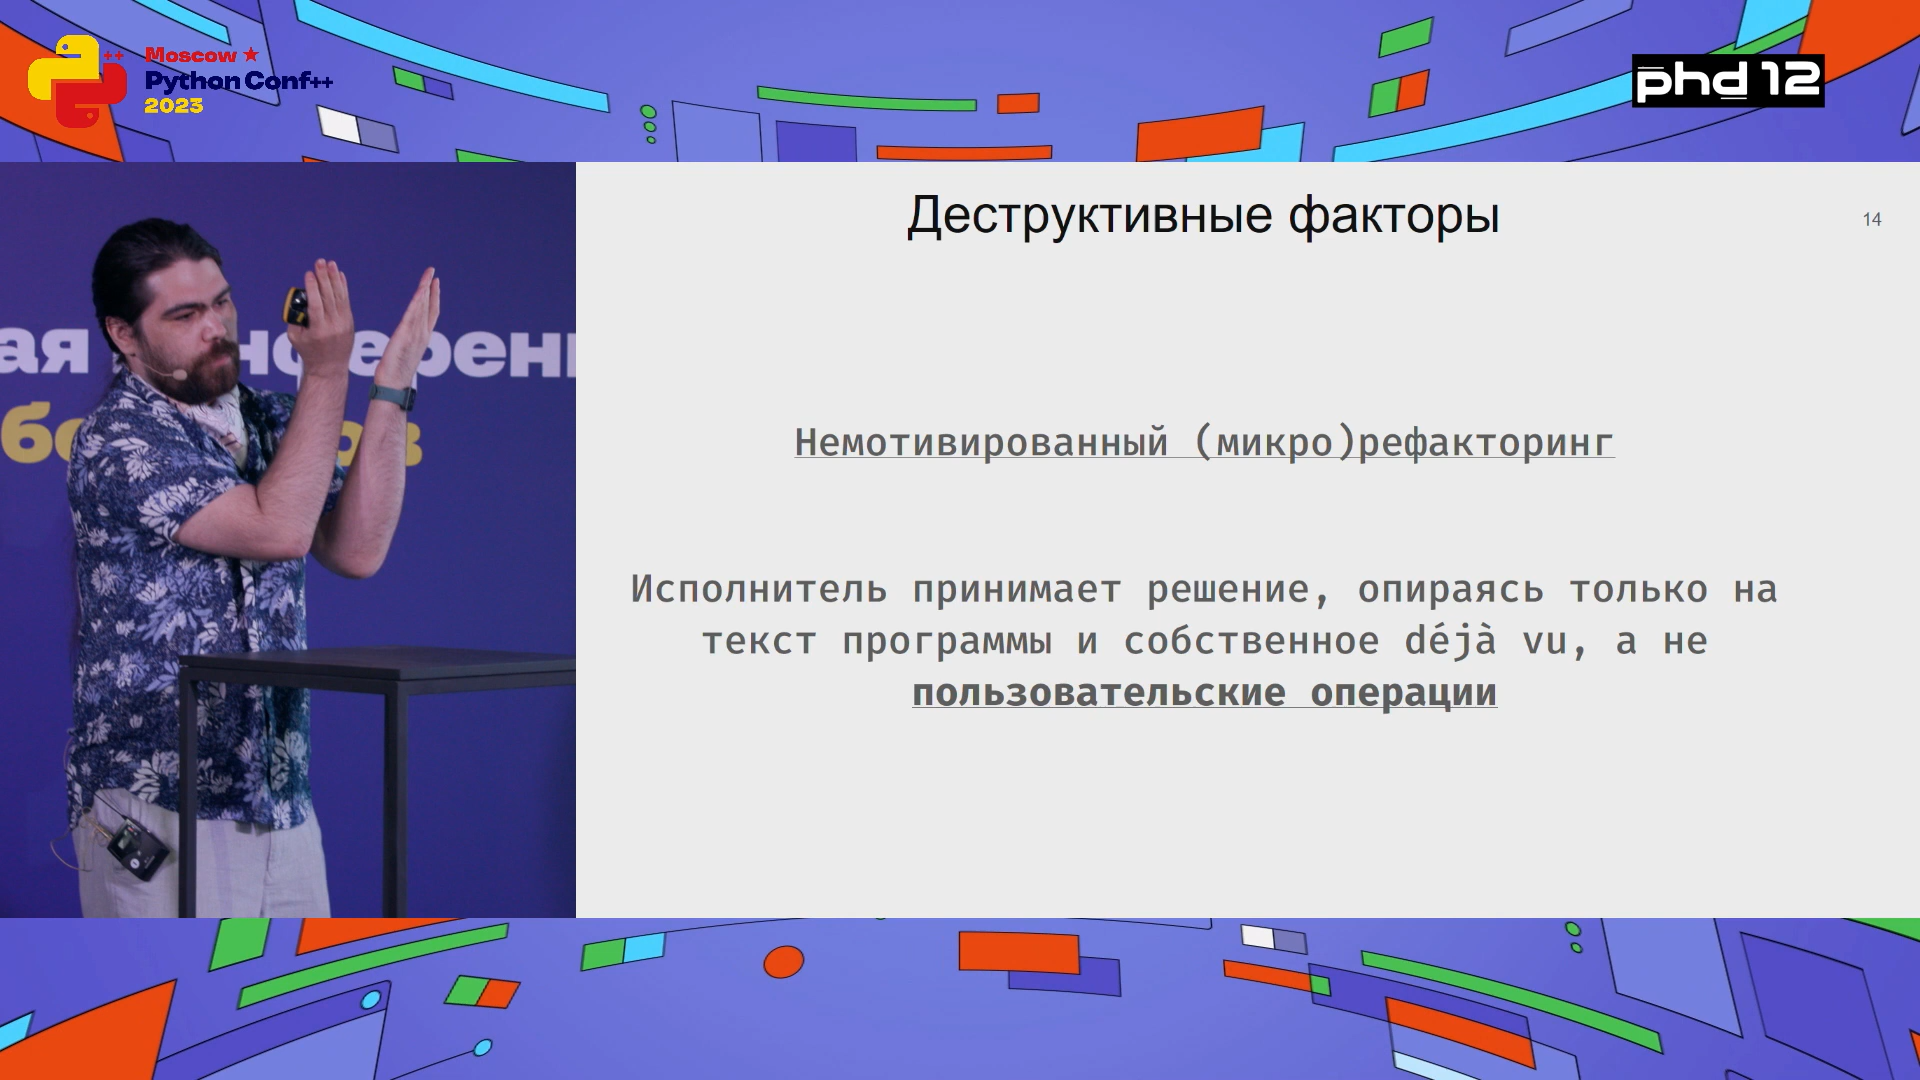 ++
Moscow ★
Python Conf++
2023
phd 12
Деструктивные факторы
14
Немотивированный (микро)рефакторинг
Исполнитель принимает решение, опираясь только на
текст программы и собственное déjà vu, а не
пользовательские операции
ая